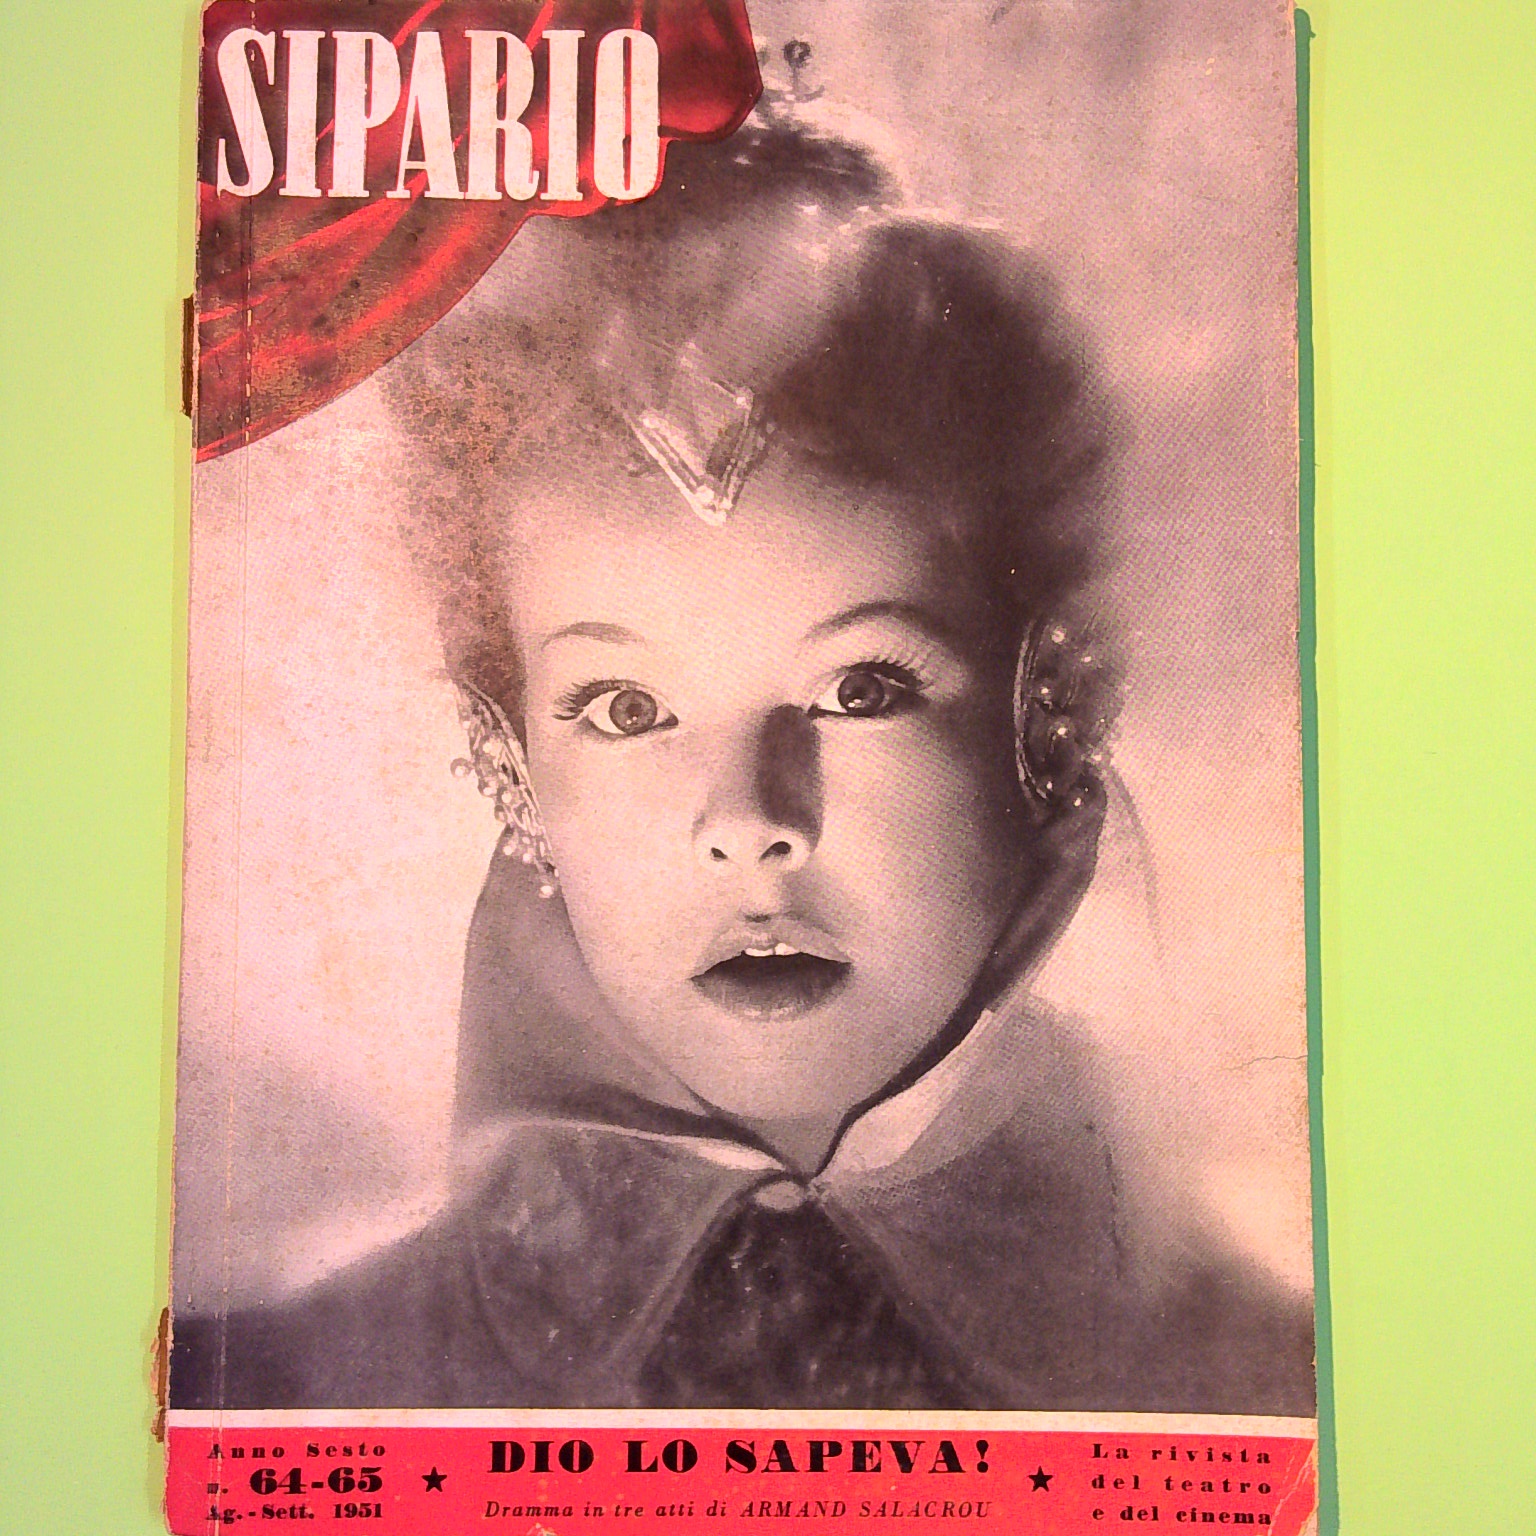 SIPARIO
Anno Sesto
n. 64-65
Ag. - Sett. 1951
★ DIO LO SAPEVA! ★
Dramma in tre atti di ARMAND SALACROU
La rivista
del teatro
e del cinema